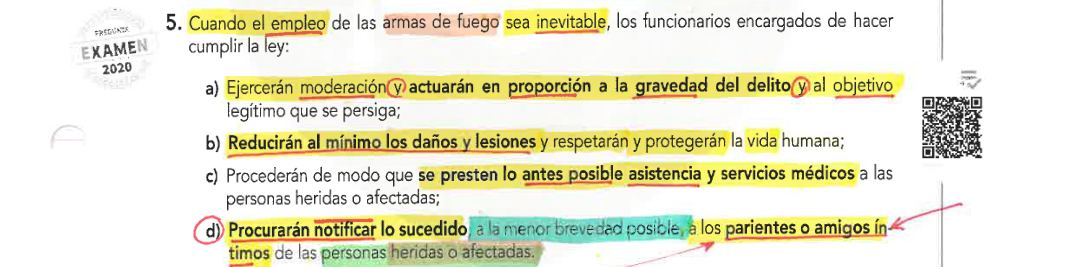 PREGUNTA
EXAMEN
2020
5. Cuando el empleo de las armas de fuego sea inevitable, los funcionarios encargados de hacer
cumplir la ley:
a) Ejercerán moderación y actuarán en proporción a la gravedad del delito y al objetivo
legítimo que se persiga;
b) Reducirán al mínimo los daños y lesiones y respetarán y protegerán la vida humana;
c) Procederán de modo que se presten lo antes posible asistencia y servicios médicos a las
personas heridas o afectadas;
d) Procurarán notificar lo sucedido, a la menor brevedad posible, a los parientes o amigos ín-
timos de las personas heridas o afectadas.